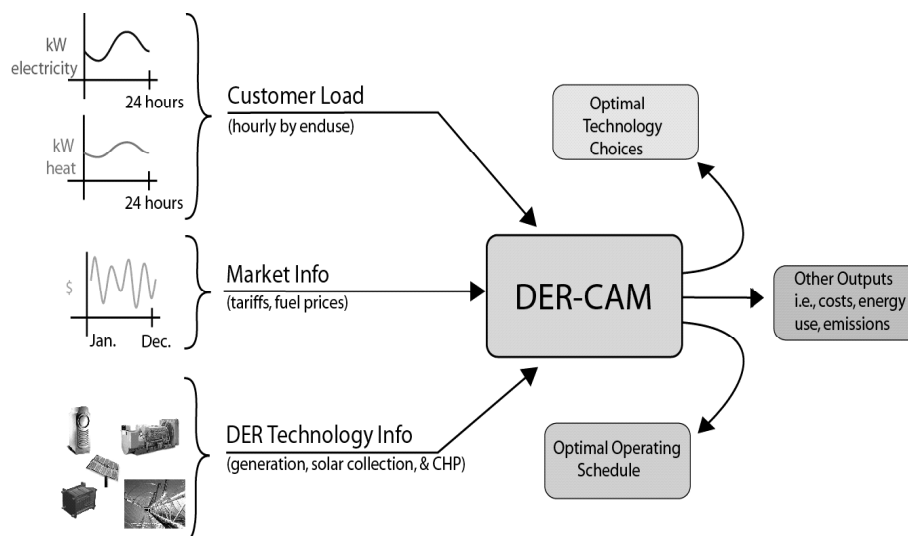 kW
electricity
24 hours
kW
heat
24 hours
Customer Load
(hourly by enduse)
$
Jan.
Dec.
Market Info
(tariffs, fuel prices)
DER Technology Info
(generation, solar collection, & CHP)
DER-CAM
Optimal
Technology
Choices
Other Outputs
i.e., costs, energy
use, emissions
Optimal Operating
Schedule